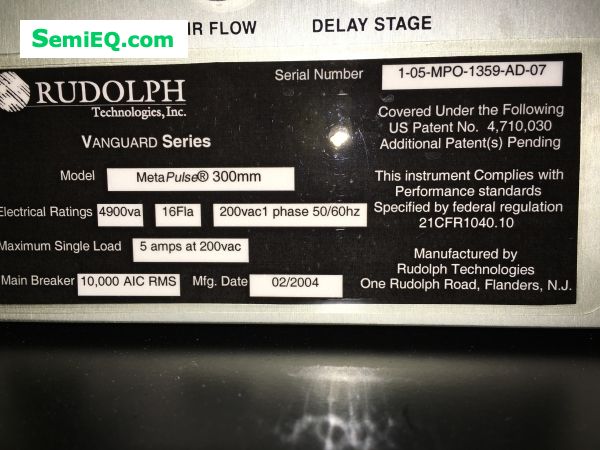 SemiEQ.com
IR FLOW
DELAY STAGE
RUDOLPH
Technologies, Inc.
VANGUARD Series
Model MetaPulse® 300mm
Electrical Ratings 4900va 16Fla 200vac1 phase 50/60hz
Maximum Single Load 5 amps at 200vac
Main Breaker 10,000 AIC RMS Mfg. Date 02/2004
Serial Number 1-05-MPO-1359-AD-07
Covered Under the Following
US Patent No. 4,710,030
Additional Patent(s) Pending
This instrument Complies with
Performance standards
Specified by federal regulation
21CFR1040.10
Manufactured by
Rudolph Technologies
One Rudolph Road, Flanders, N.J.